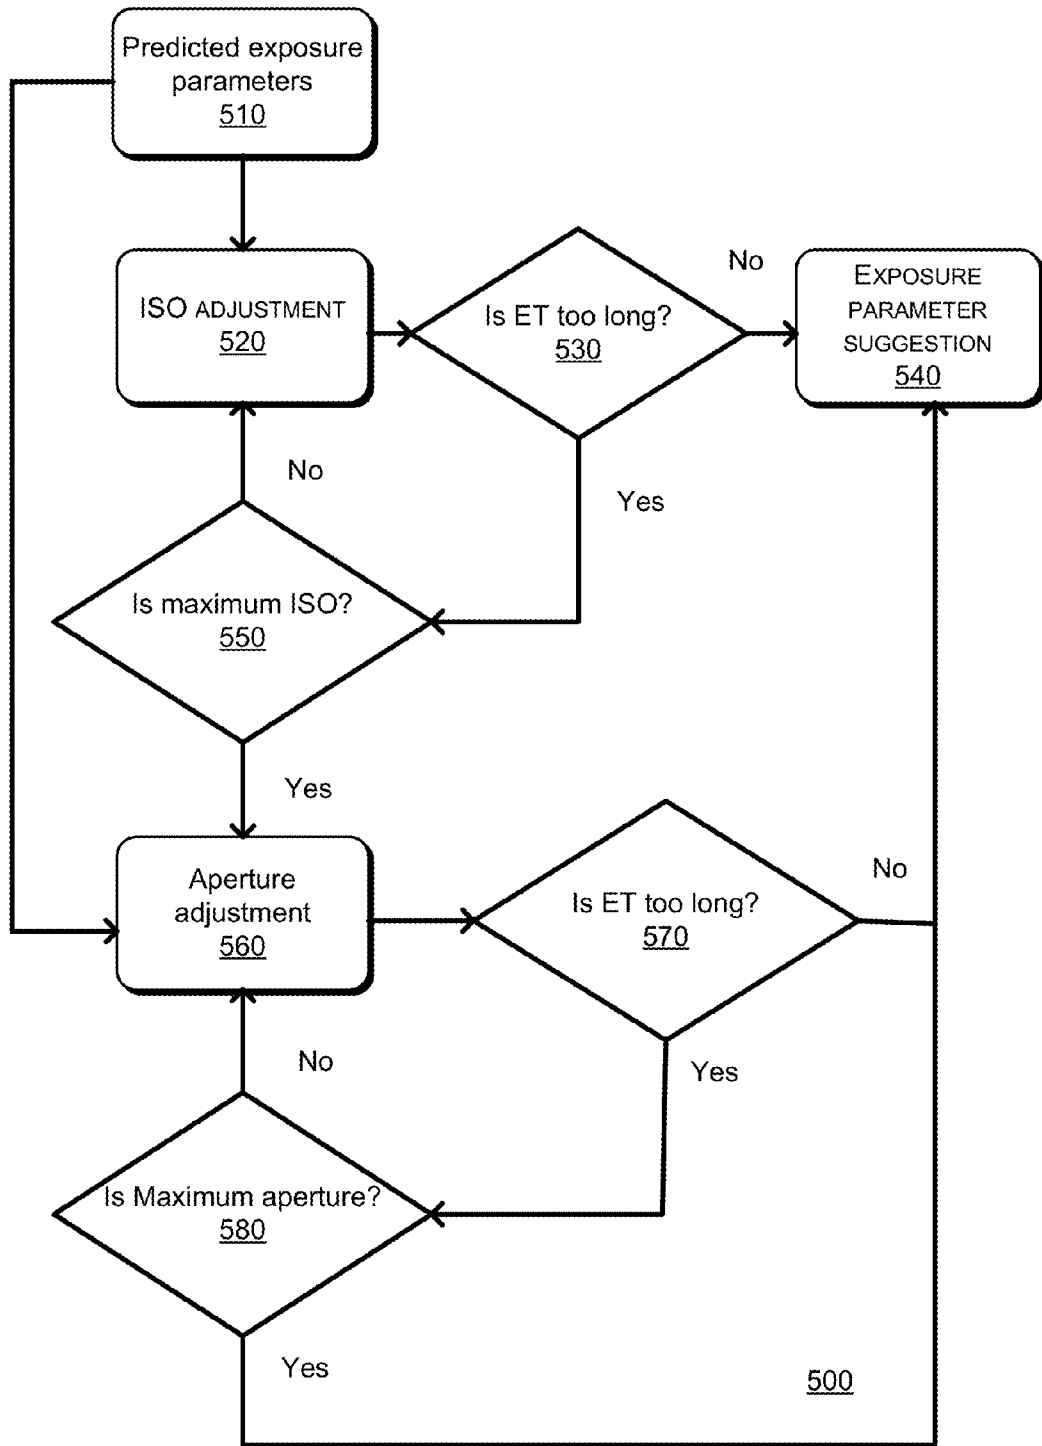 Predicted exposure
parameters
510
ISO ADJUSTMENT
520
Is ET too long?
530
No
EXPOSURE
PARAMETER
SUGGESTION
540
Yes
No
Is maximum ISO?
550
Yes
Aperture
adjustment
560
Is ET too long?
570
No
Yes
No
Is Maximum aperture?
580
Yes
500